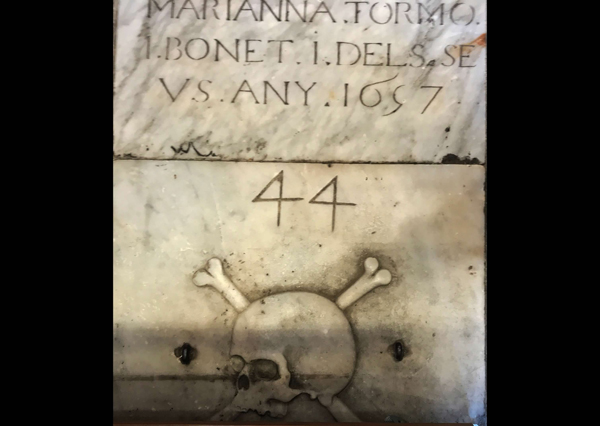 MARIANNA.TORMO.
I.BONET.I.DELS.SE
VS.ANY.1697
44